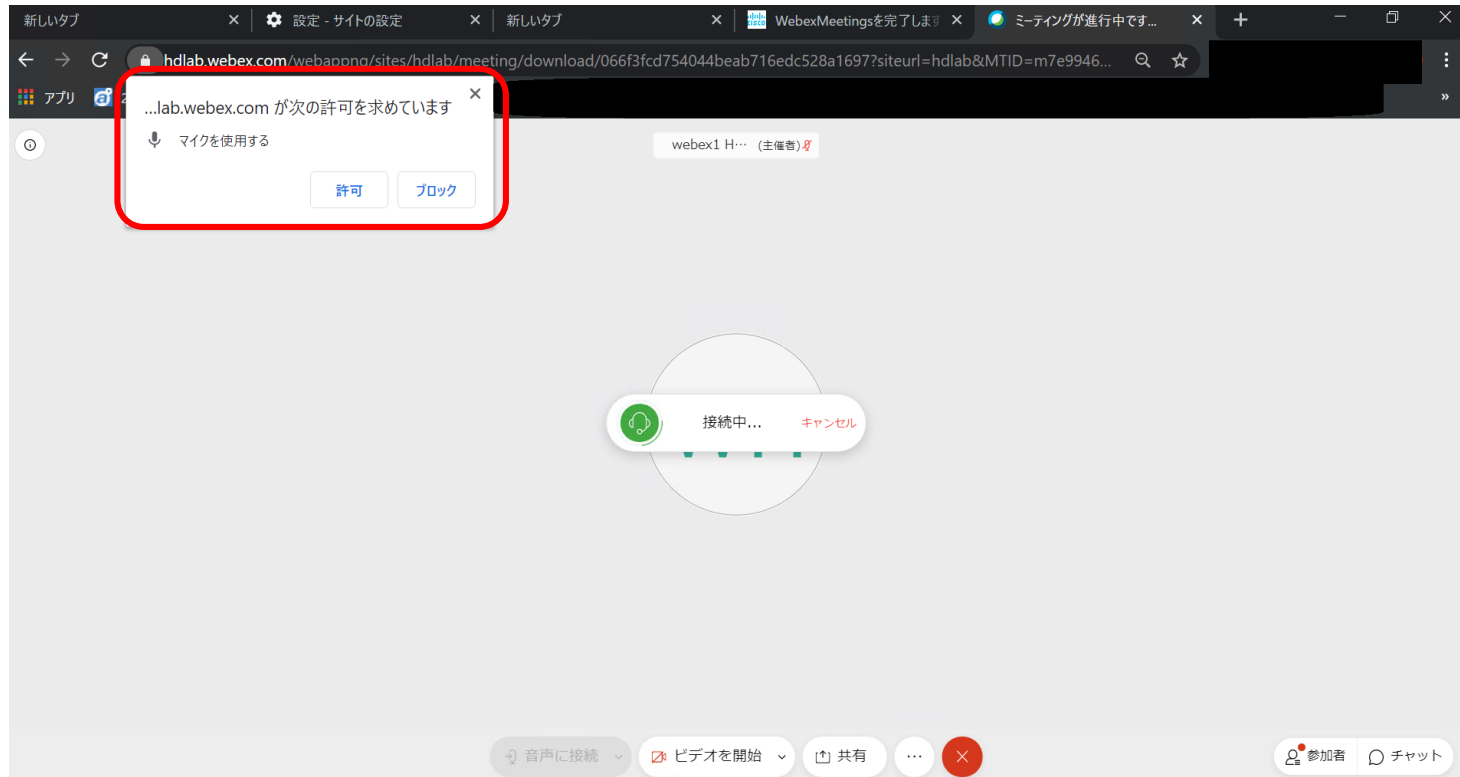 新しいタブ
設定 - サイトの設定
新しいタブ
WebexMeetingsを完了します
ミーティングが進行中です...
hdlab.webex.com/webappng/sites/hdlab/meeting/download/066f3fcd754044beab716edc528a1697?siteurl=hdlab&MTID=m7e9946...
アプリ
...lab.webex.com が次の許可を求めています
マイクを使用する
許可
ブロック
webex1 H… (主催者)
接続中...
キャンセル
音声に接続
ビデオを開始
共有
参加者
チャット